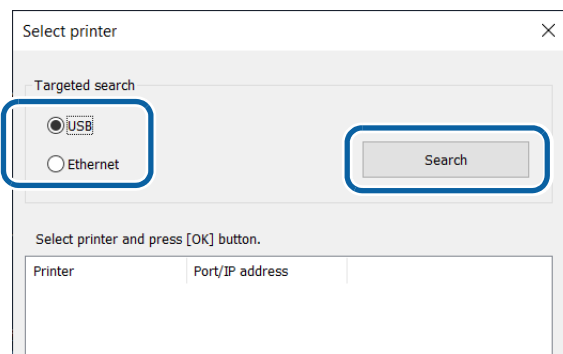 Select printer
Targeted search
USB
Ethernet
Search
Select printer and press [OK] button.
Printer Port/IP address